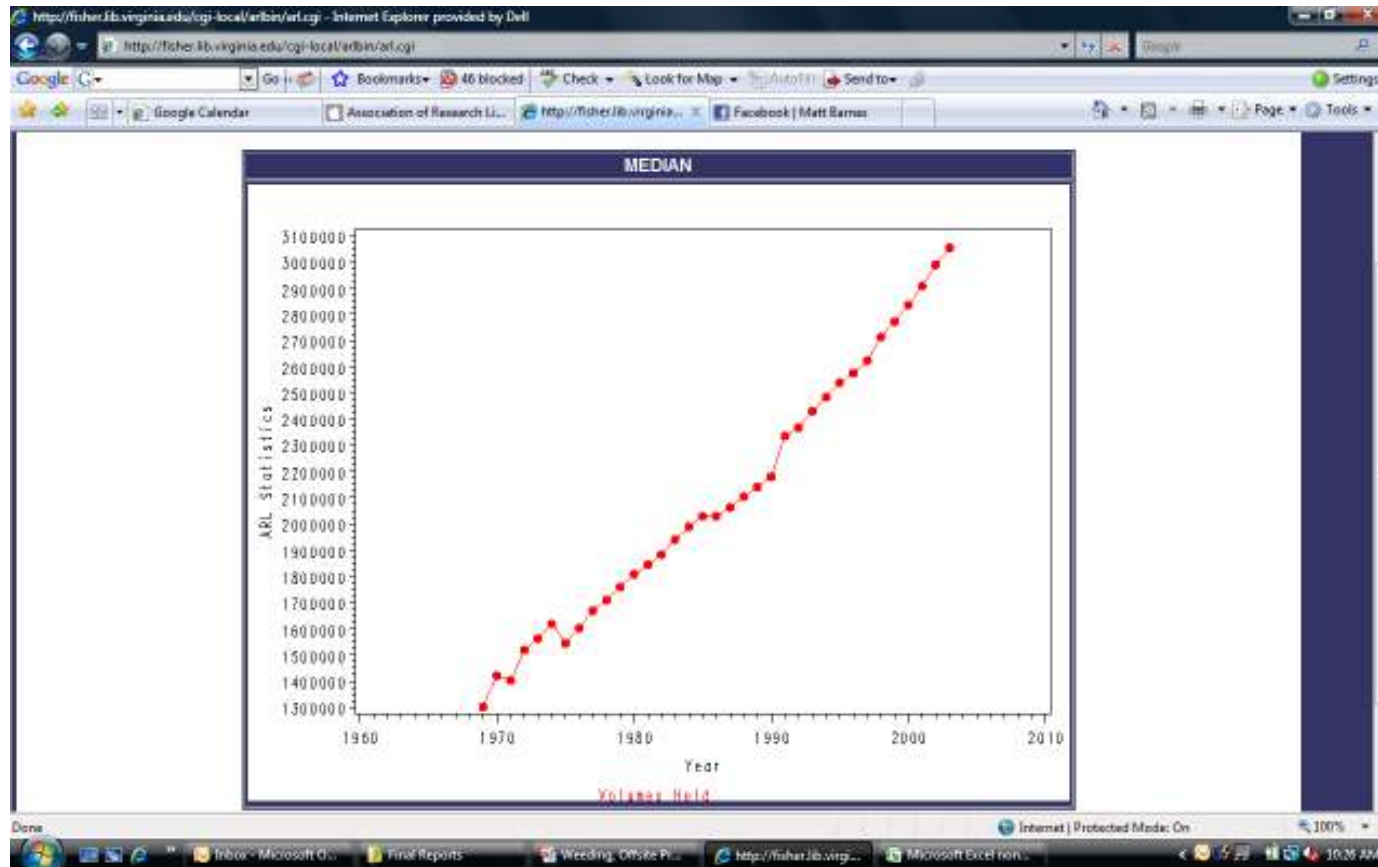 http://fisher.lib.virginia.edu/cgi-local/arlbin/arl.cgi - Internet Explorer provided by Dell
http://fisher.lib.virginia.edu/cgi-local/arlbin/arl.cgi
Google
Google G Go Bookmarks 46 blocked Check Look for Map AutoFill Send to Settings
Google Calendar Association of Research Li... http://fisher.lib.virginia... Facebook | Matt Barnes Page Tools
MEDIAN
3100000
3000000
2900000
2800000
2700000
2600000
2500000
2400000
2300000
2200000
2100000
2000000
1900000
1800000
1700000
1600000
1500000
1400000
1300000
ARL Statistics
1960 1970 1980 1990 2000 2010
Year
Volumes Held
Done Internet | Protected Mode: On 100%
Inbox - Microsoft O... Final Reports Weeding, Offsite Pr... http://fisher.lib.virg... Microsoft Excel non... 10:26 AM